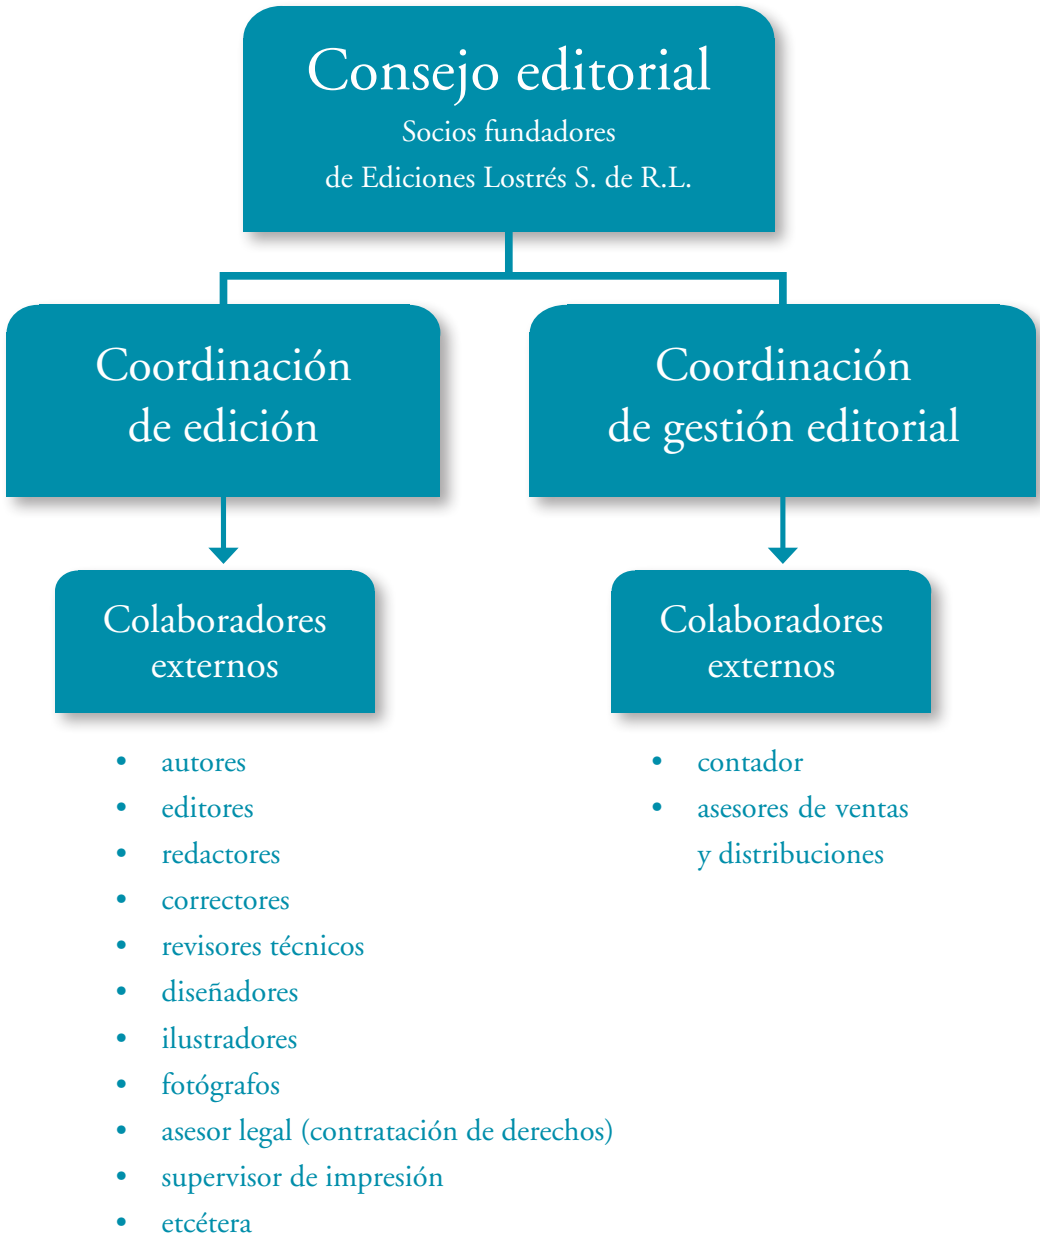 Consejo editorial
Socios fundadores
de Ediciones Lostrés S. de R.L.
Coordinación
de edición
Coordinación
de gestión editorial
Colaboradores
externos
• autores
• editores
• redactores
• correctores
• revisores técnicos
• diseñadores
• ilustradores
• fotógrafos
• asesor legal (contratación de derechos)
• supervisor de impresión
• etcétera
Colaboradores
externos
• contador
• asesores de ventas
y distribuciones